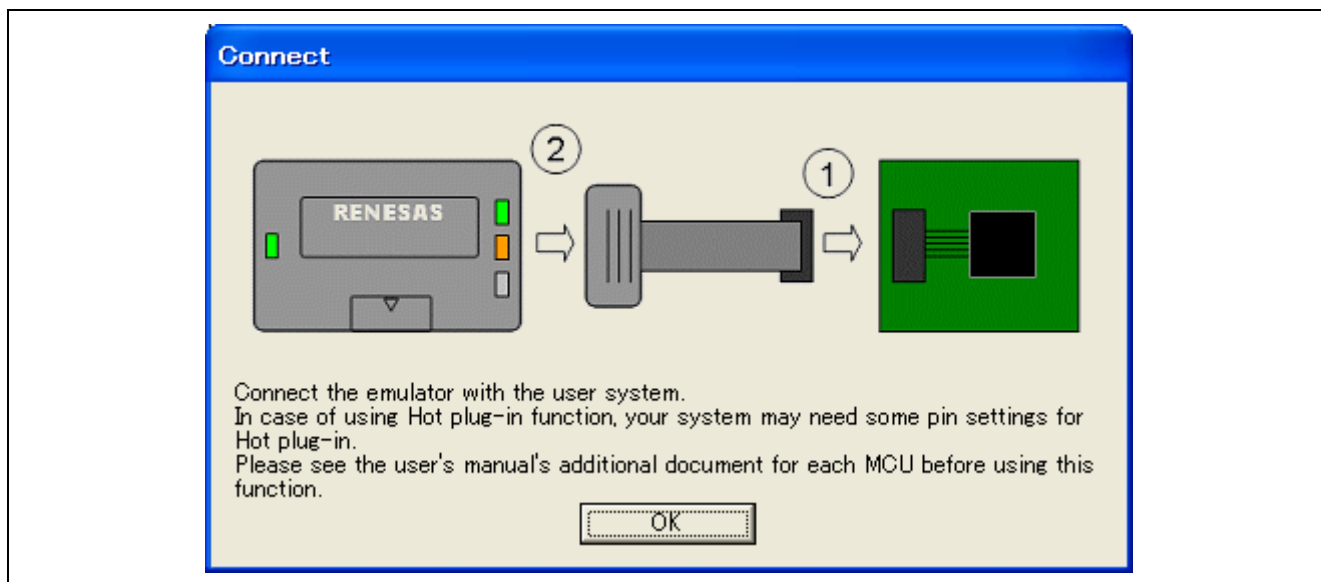 Connect
2
1
RENESAS
Connect the emulator with the user system.
In case of using Hot plug-in function, your system may need some pin settings for
Hot plug-in.
Please see the user's manual's additional document for each MCU before using this
function.
OK